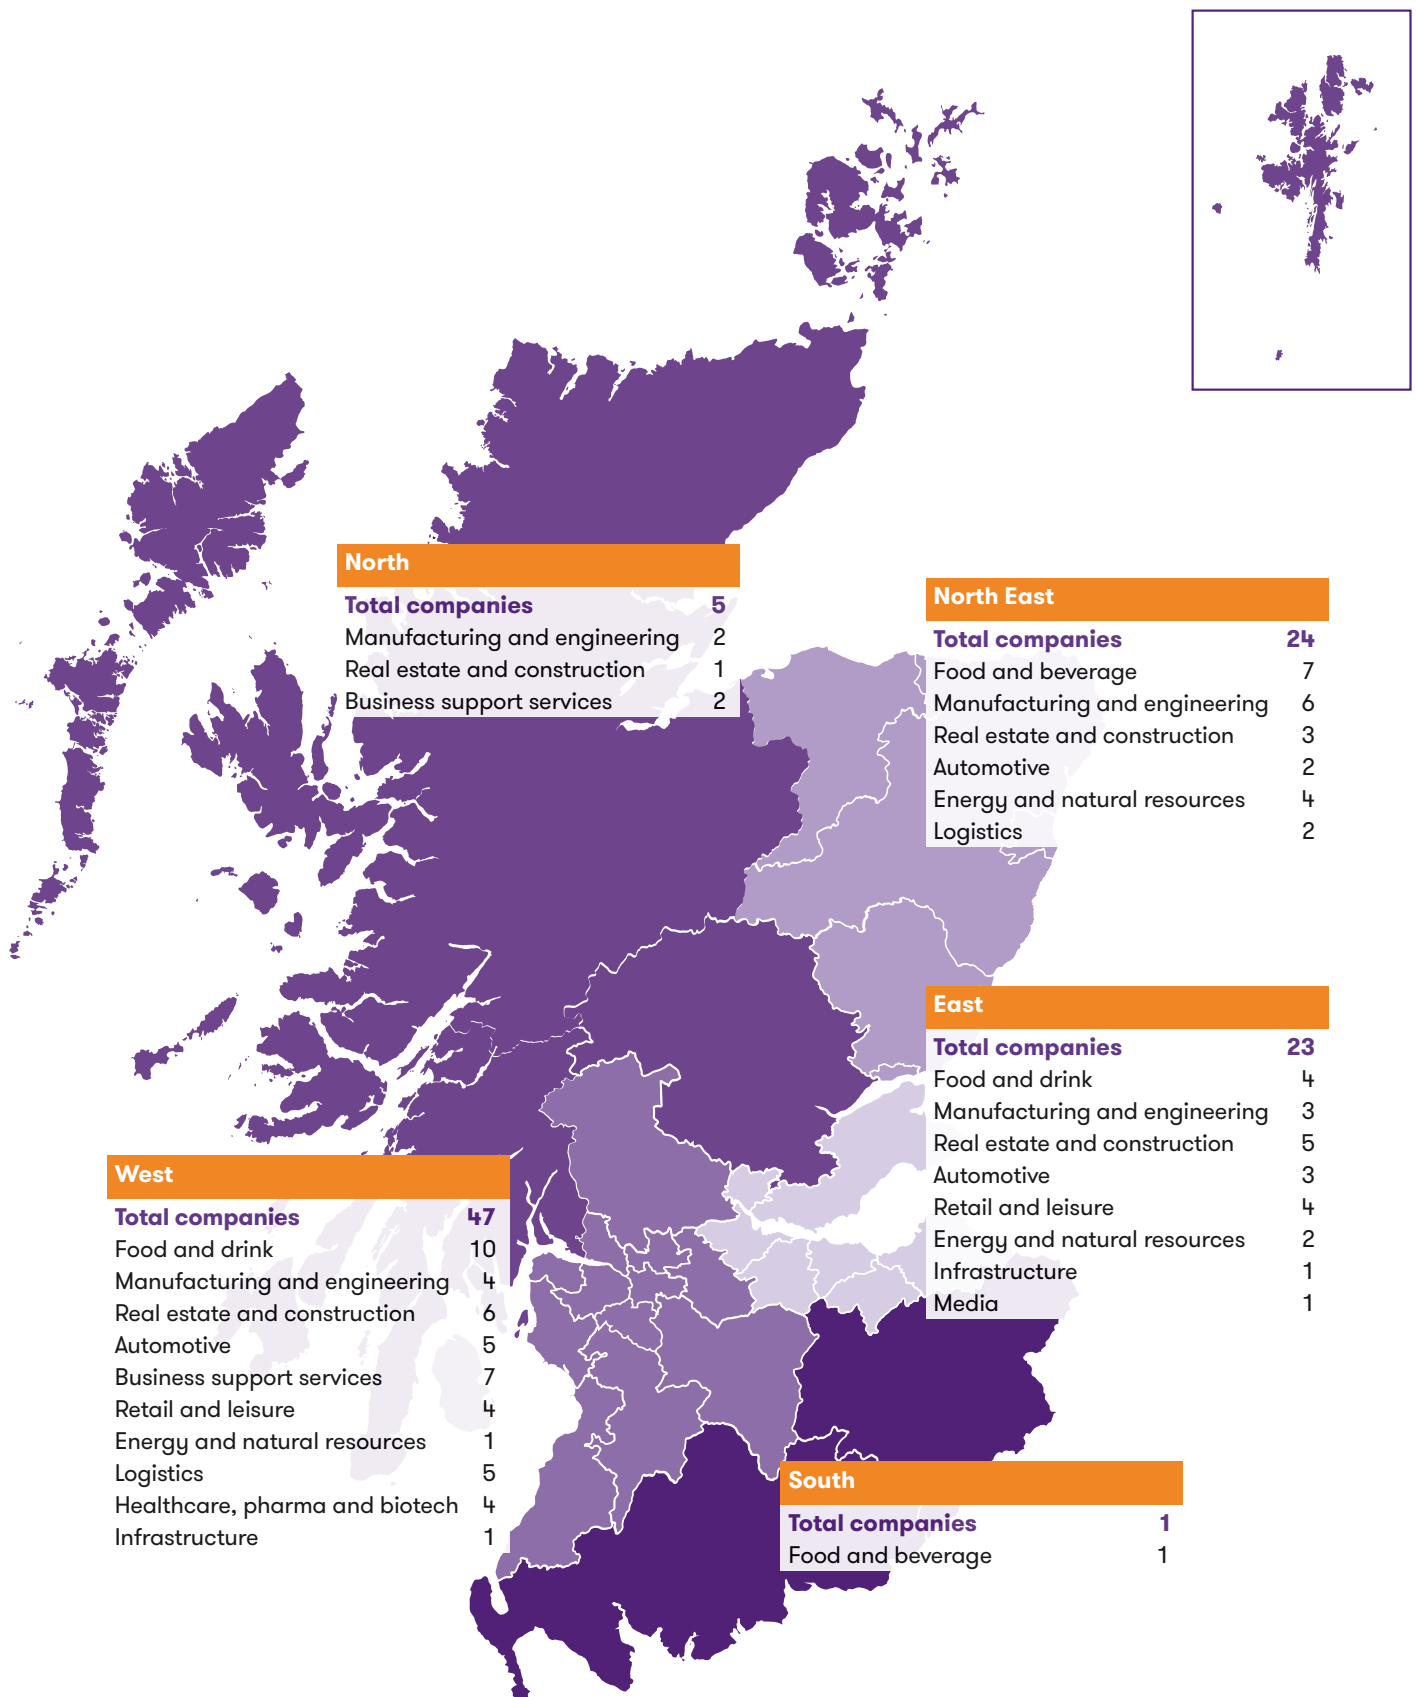 North
Total companies 5
Manufacturing and engineering 2
Real estate and construction 1
Business support services 2
North East
Total companies 24
Food and beverage 7
Manufacturing and engineering 6
Real estate and construction 3
Automotive 2
Energy and natural resources 4
Logistics 2
East
Total companies 23
Food and drink 4
Manufacturing and engineering 3
Real estate and construction 5
Automotive 3
Retail and leisure 4
Energy and natural resources 2
Infrastructure 1
Media 1
West
Total companies 47
Food and drink 10
Manufacturing and engineering 4
Real estate and construction 6
Automotive 5
Business support services 7
Retail and leisure 4
Energy and natural resources 1
Logistics 5
Healthcare, pharma and biotech 4
Infrastructure 1
South
Total companies 1
Food and beverage 1